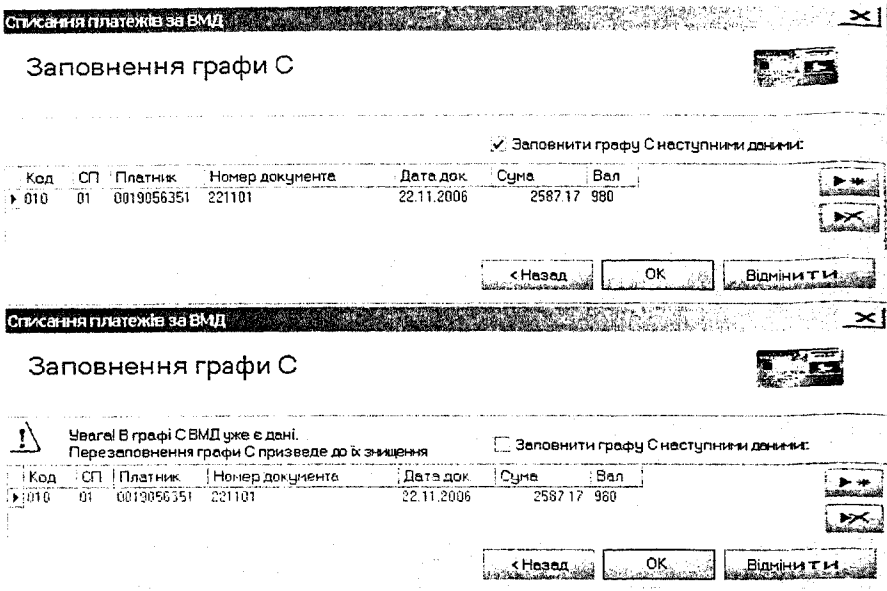 Списання платежів за ВМД
Заповнення графи С
Заповнити графу С наступними даними:
Код СП Платник Номер документа Дата док. Сума Вал
010 01 0019056351 221101 22.11.2006 2587.17 980
< Назад ОК Відмінити
Списання платежів за ВМД
Заповнення графи С
Увага! В графі С ВМД уже є дані.
Перезаповнення графи С призведе до їх знищення
Заповнити графу С наступними даними:
Код СП Платник Номер документа Дата док. Сума Вал
010 01 0019056351 221101 22.11.2006 2587.17 980
< Назад ОК Відмінити